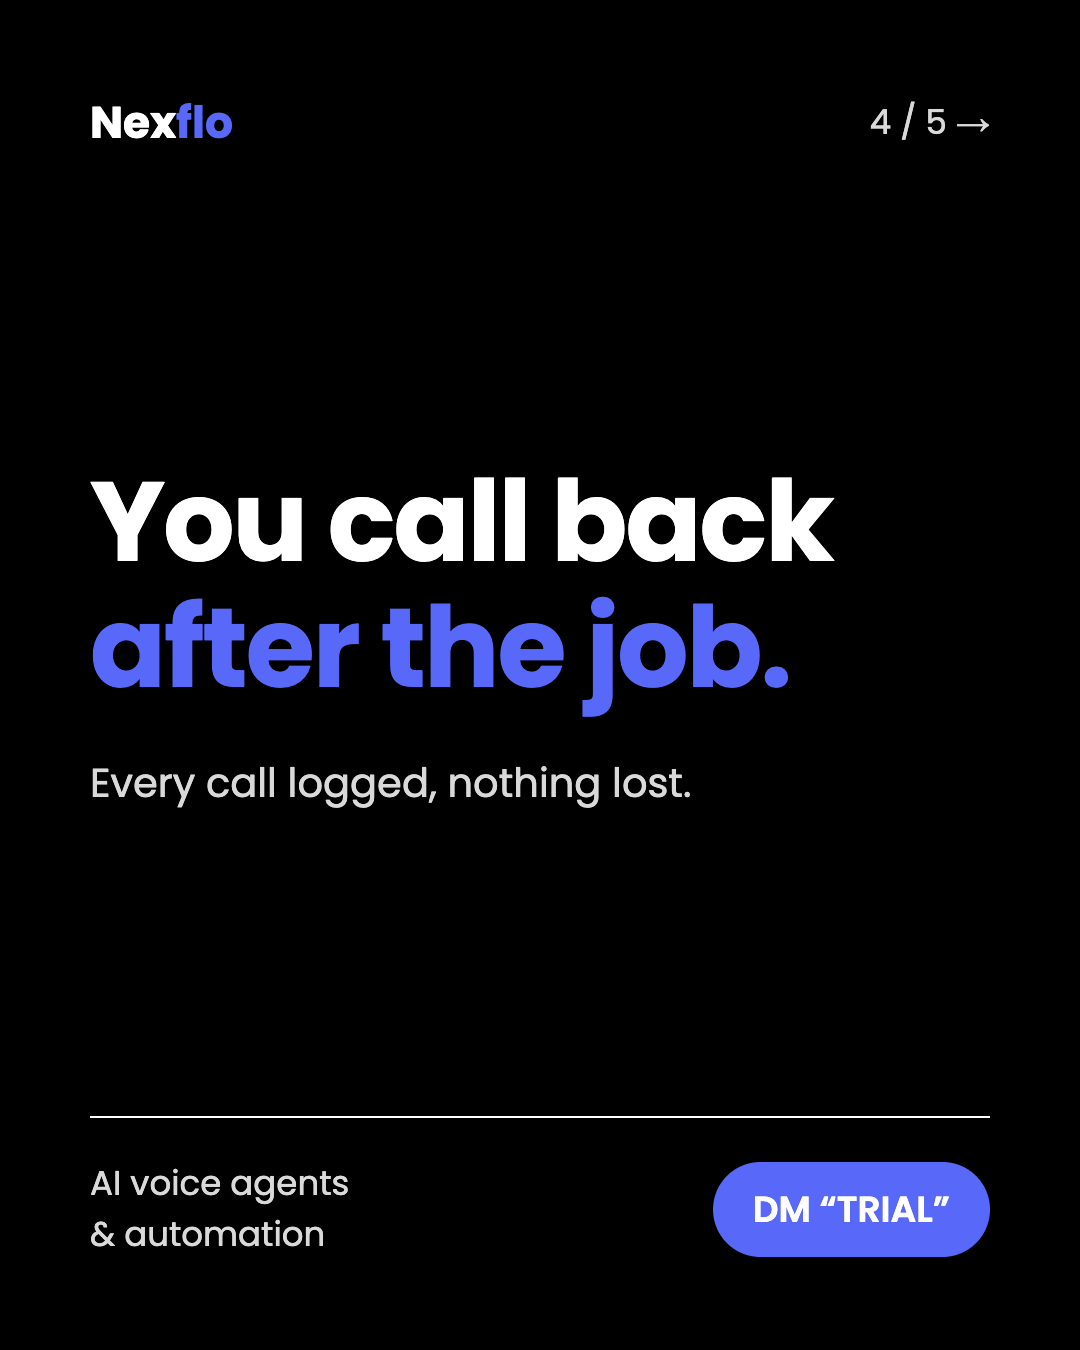 Nexflo
4 / 5 →
You call back
after the job.
Every call logged, nothing lost.
AI voice agents
& automation
DM “TRIAL”